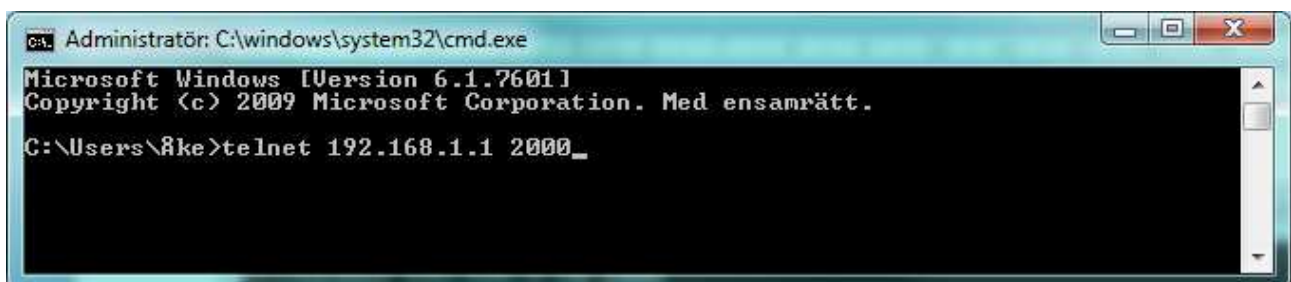 Administratör: C:\windows\system32\cmd.exe
Microsoft Windows [Version 6.1.7601]
Copyright (c) 2009 Microsoft Corporation. Med ensamrätt.
C:\Users\Åke>telnet 192.168.1.1 2000_